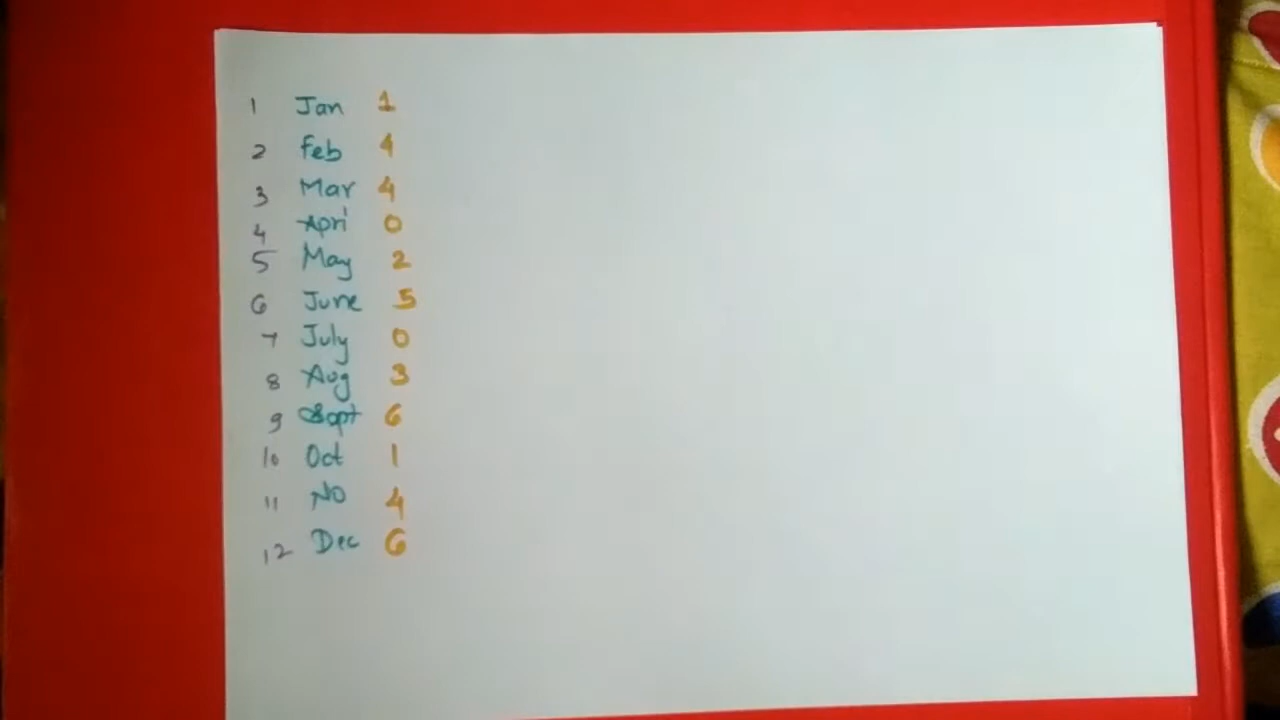 1 Jan 1
2 Feb 4
3 Mar 4
4 Apri 0
5 May 2
6 June 5
7 July 0
8 Aug 3
9 Sept 6
10 Oct 1
11 No 4
12 Dec 6